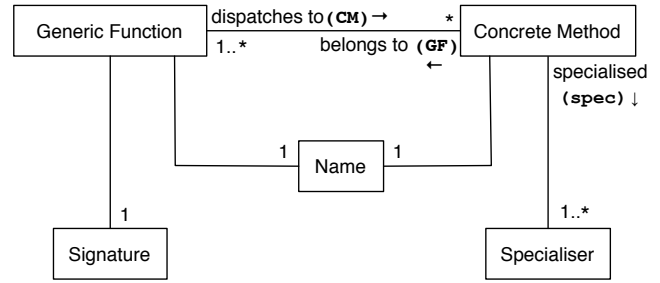 Generic Function
dispatches to (CM) →
*
Concrete Method
1..*
belongs to (GF)
←
specialised
(spec) ↓
1
Name
1
1
1..*
Signature
Specialiser